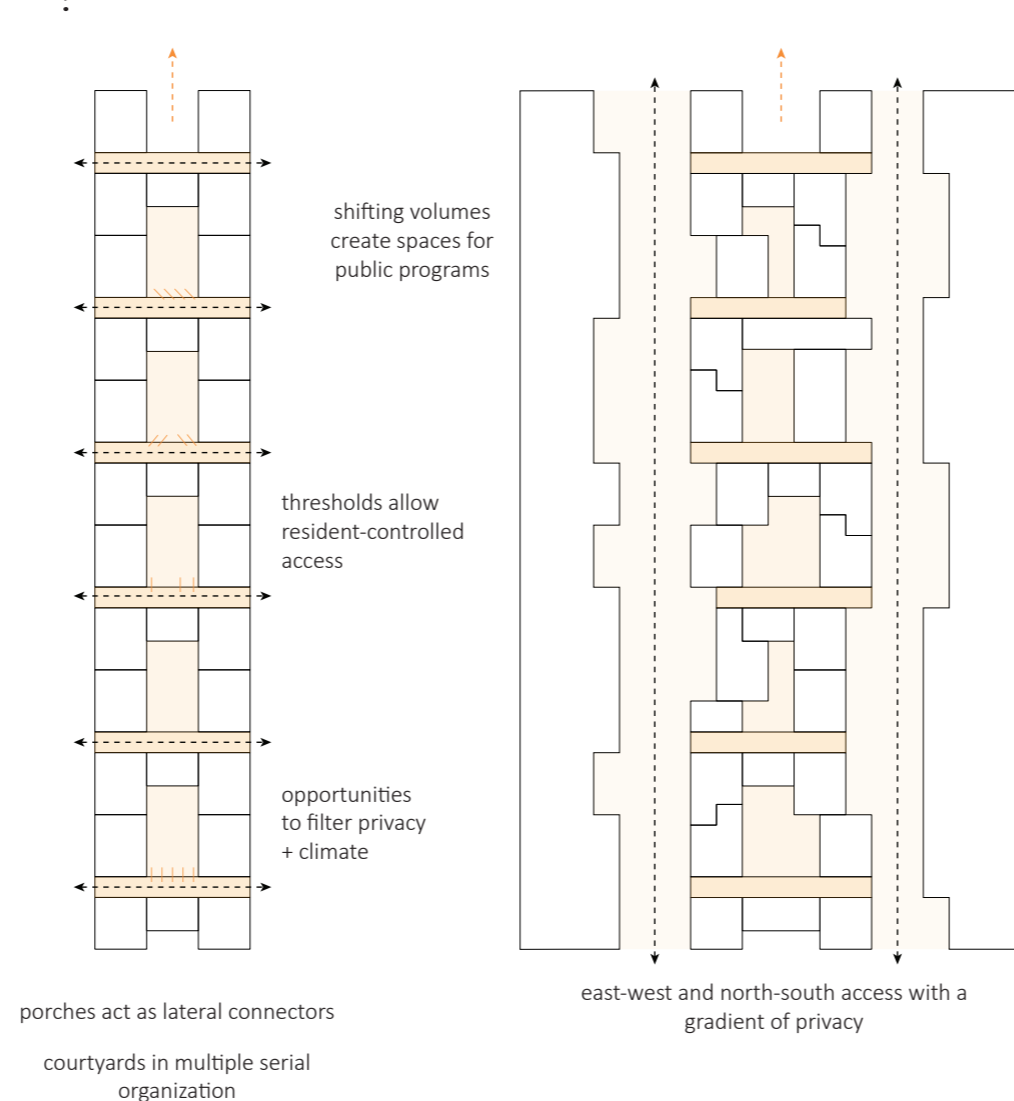 shifting volumes
create spaces for
public programs
thresholds allow
resident-controlled
access
opportunities
to filter privacy
+ climate
porches act as lateral connectors
courtyards in multiple serial
organization
east-west and north-south access with a
gradient of privacy